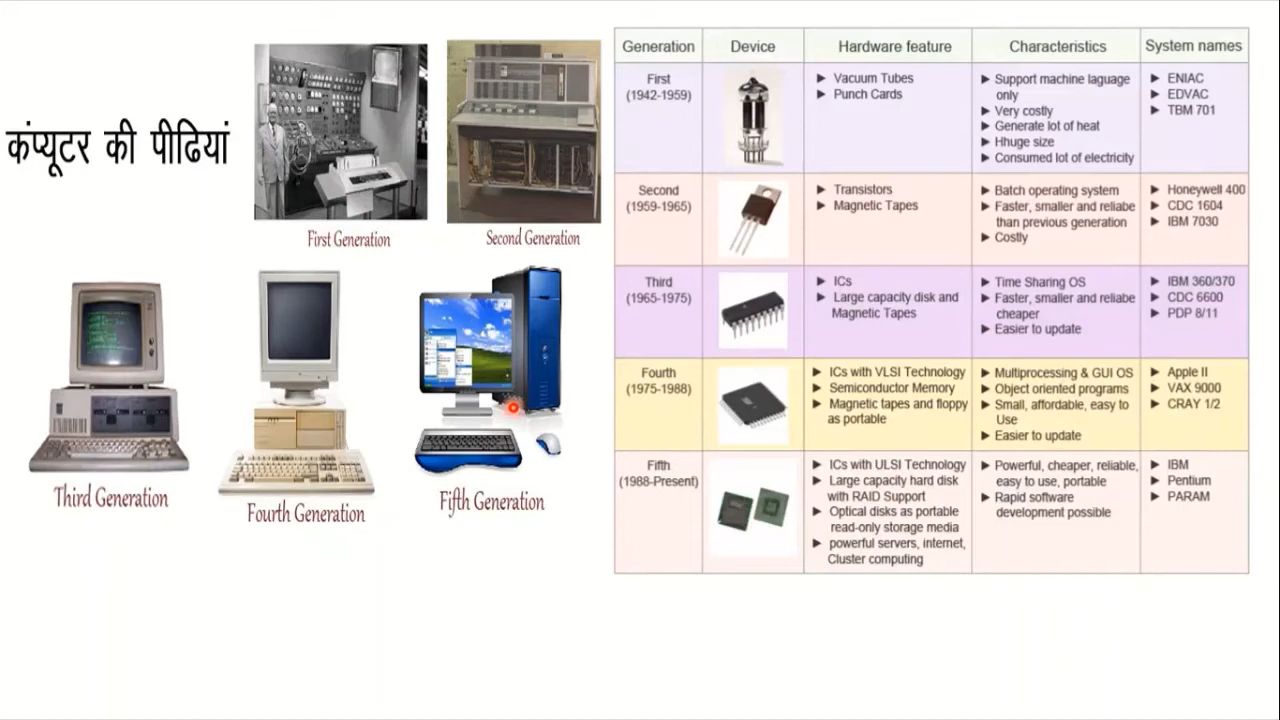 कंप्यूटर की पीढियां
First Generation
Second Generation
Third Generation
Fourth Generation
Fifth Generation
Generation Device Hardware feature Characteristics System names
First
(1942-1959)
► Vacuum Tubes
► Punch Cards
► Support machine laguage
only
► Very costly
► Generate lot of heat
► Hhuge size
► Consumed lot of electricity
► ENIAC
► EDVAC
► TBM 701
Second
(1959-1965)
► Transistors
► Magnetic Tapes
► Batch operating system
► Faster, smaller and reliabe
than previous generation
► Costly
► Honeywell 400
► CDC 1604
► IBM 7030
Third
(1965-1975)
► ICs
► Large capacity disk and
Magnetic Tapes
► Time Sharing OS
► Faster, smaller and reliabe
cheaper
► Easier to update
► IBM 360/370
► CDC 6600
► PDP 8/11
Fourth
(1975-1988)
► ICs with VLSI Technology
► Semiconductor Memory
► Magnetic tapes and floppy
as portable
► Multiprocessing & GUI OS
► Object oriented programs
► Small, affordable, easy to
Use
► Easier to update
► Apple II
► VAX 9000
► CRAY 1/2
Fifth
(1988-Present)
► ICs with ULSI Technology
► Large capacity hard disk
with RAID Support
► Optical disks as portable
read-only storage media
► powerful servers, internet,
Cluster computing
► Powerful, cheaper, reliable,
easy to use, portable
► Rapid software
development possible
► IBM
► Pentium
► PARAM